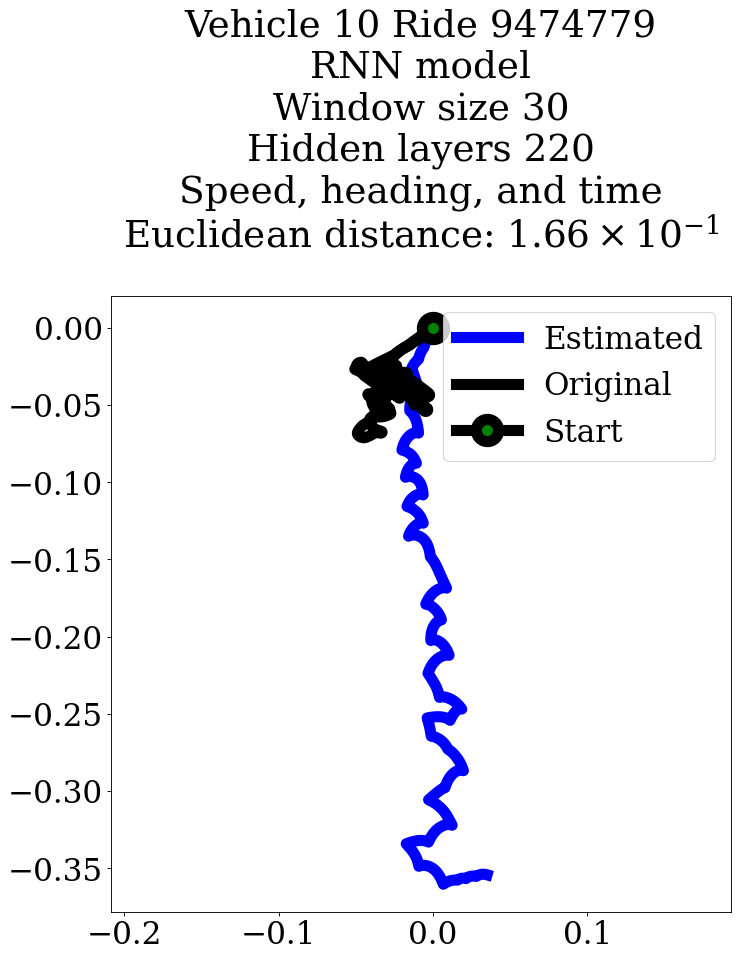 Vehicle 10 Ride 9474779
RNN model
Window size 30
Hidden layers 220
Speed, heading, and time
Euclidean distance: 1.66 × 10⁻¹
Estimated
Original
Start
0.00
−0.05
−0.10
−0.15
−0.20
−0.25
−0.30
−0.35
−0.2
−0.1
0.0
0.1